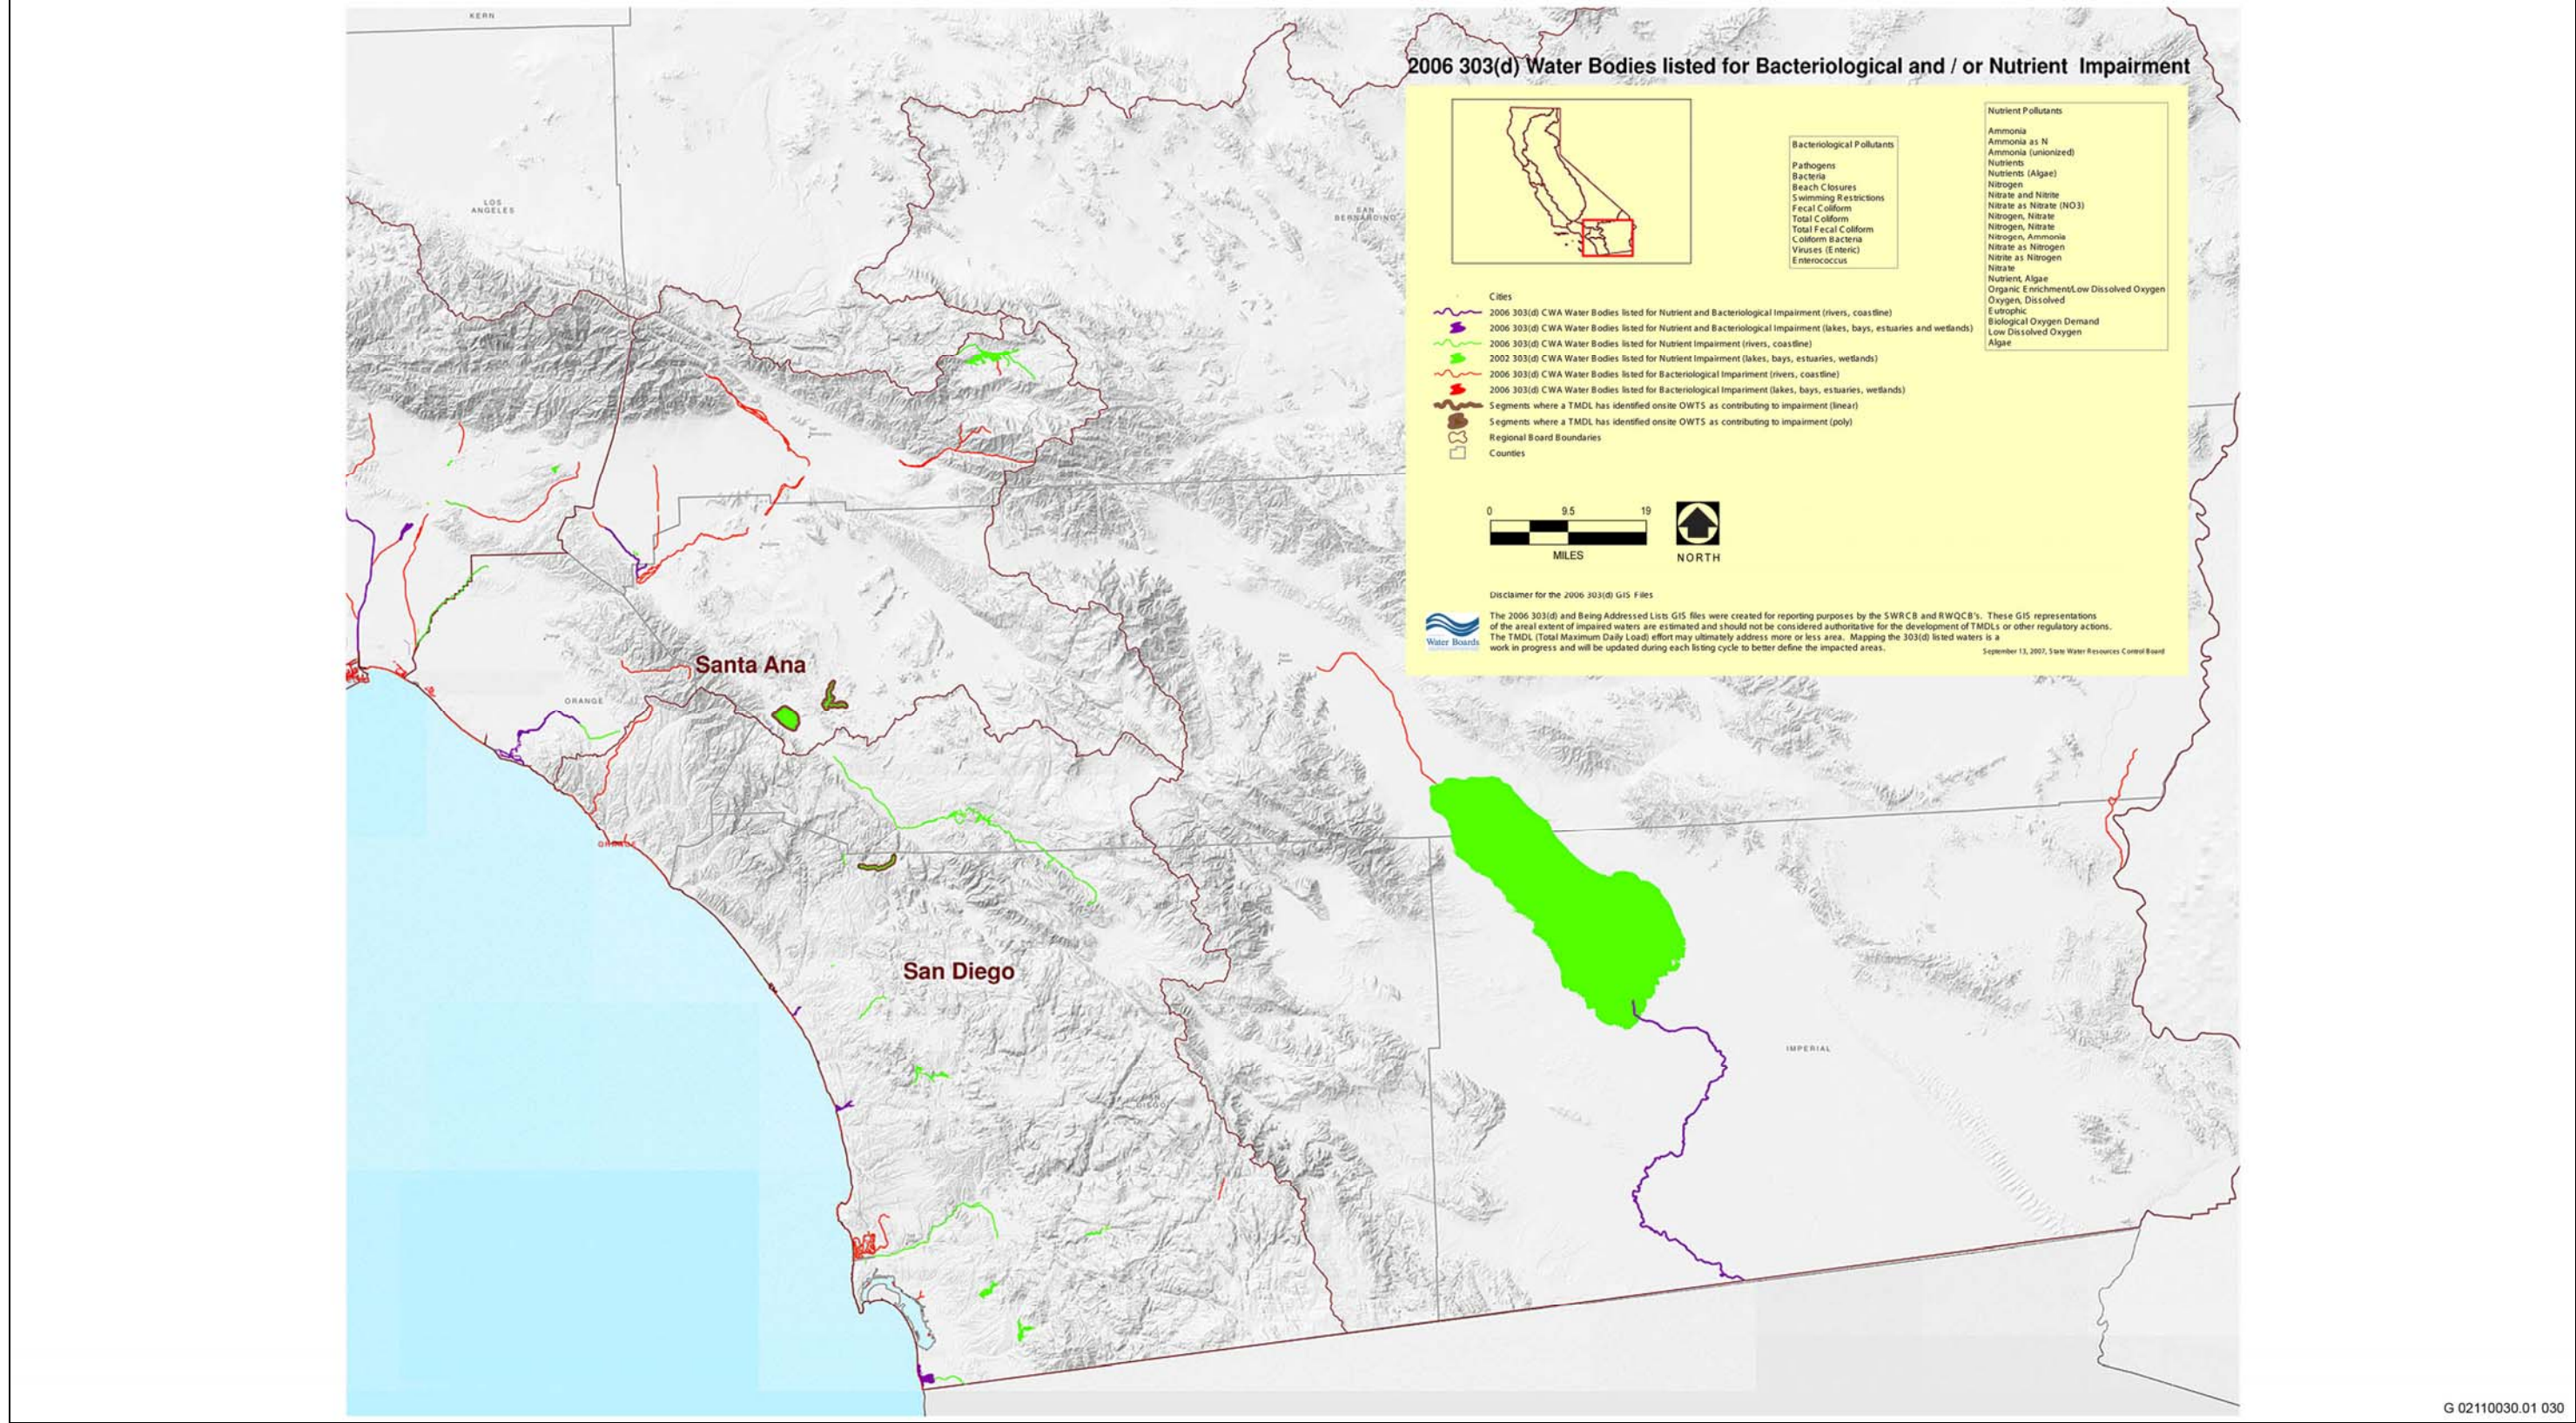 KERN
2006 303(d) Water Bodies listed for Bacteriological and / or Nutrient Impairment
LOS
ANGELES
SAN
BERNARDINO
Bacteriological Pollutants
Pathogens
Bacteria
Beach Closures
Swimming Restrictions
Fecal Coliform
Total Coliform
Total Fecal Coliform
Coliform Bacteria
Viruses (Enteric)
Enterococcus
Nutrient Pollutants
Ammonia
Ammonia as N
Ammonia (unionized)
Nutrients
Nutrients (Algae)
Nitrogen
Nitrate and Nitrite
Nitrate as Nitrate (NO3)
Nitrogen, Nitrate
Nitrogen, Nitrate
Nitrogen, Ammonia
Nitrate as Nitrogen
Nitrite as Nitrogen
Nitrate
Nutrient, Algae
Organic Enrichment/Low Dissolved Oxygen
Oxygen, Dissolved
Eutrophic
Biological Oxygen Demand
Low Dissolved Oxygen
Algae
Cities
2006 303(d) CWA Water Bodies listed for Nutrient and Bacteriological Impairment (rivers, coastline)
2006 303(d) CWA Water Bodies listed for Nutrient and Bacteriological Impairment (lakes, bays, estuaries and wetlands)
2006 303(d) CWA Water Bodies listed for Nutrient Impairment (rivers, coastline)
2002 303(d) CWA Water Bodies listed for Nutrient Impairment (lakes, bays, estuaries, wetlands)
2006 303(d) CWA Water Bodies listed for Bacteriological Impariment (rivers, coastline)
2006 303(d) CWA Water Bodies listed for Bacteriological Impariment (lakes, bays, estuaries, wetlands)
Segments where a TMDL has identified onsite OWTS as contributing to impairment (linear)
Segments where a TMDL has identified onsite OWTS as contributing to impairment (poly)
Regional Board Boundaries
Counties
0 9.5 19
MILES
NORTH
Disclaimer for the 2006 303(d) GIS Files
The 2006 303(d) and Being Addressed Lists GIS files were created for reporting purposes by the SWRCB and RWQCB's. These GIS representations
of the areal extent of impaired waters are estimated and should not be considered authoritative for the development of TMDLs or other regulatory actions.
The TMDL (Total Maximum Daily Load) effort may ultimately address more or less area. Mapping the 303(d) listed waters is a
work in progress and will be updated during each listing cycle to better define the impacted areas.
Water Boards
September 13, 2007, State Water Resources Control Board
Santa Ana
ORANGE
ORANGE
San Diego
IMPERIAL
DIEGO
G 02110030.01 030